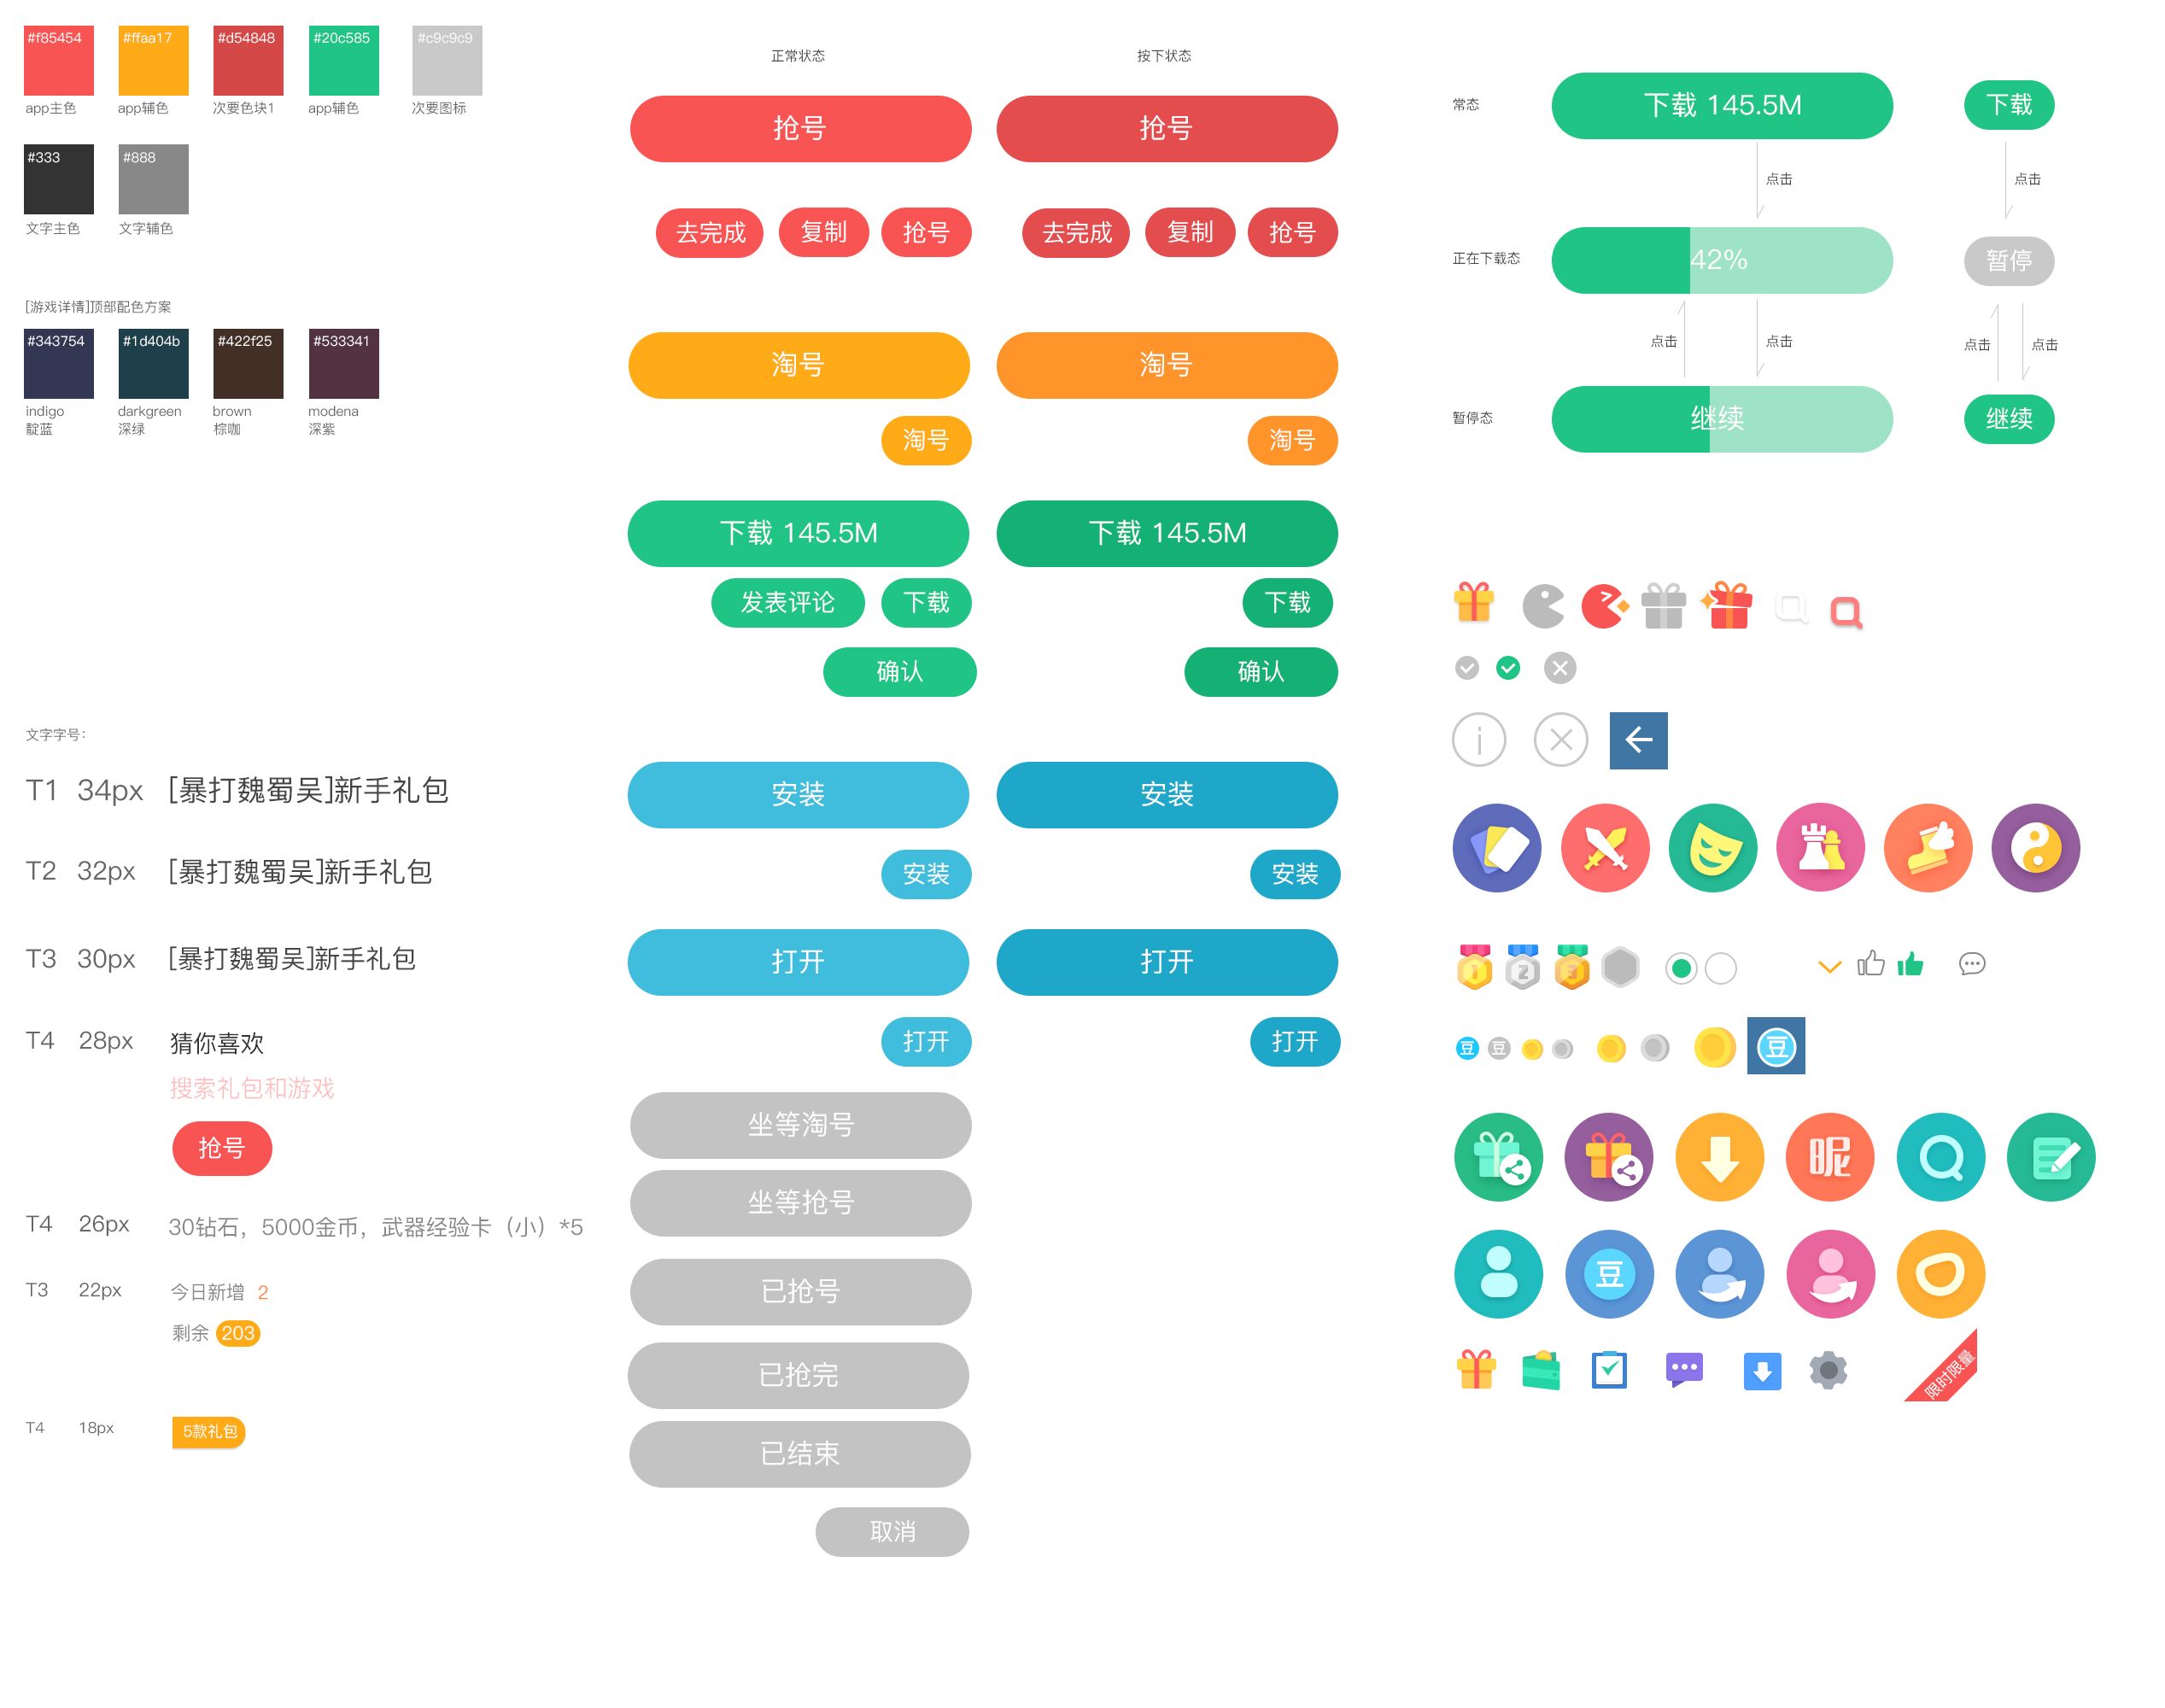 #f85454
#ffaa17
#d54848
#20c585
#c9c9c9
app主色
app辅色
次要色块1
app辅色
次要图标
#333
#888
文字主色
文字辅色
[游戏详情]顶部配色方案
#343754
#1d404b
#422f25
#533341
indigo
靛蓝
darkgreen
深绿
brown
棕咖
modena
深紫
文字字号:
T1 34px [暴打魏蜀吴]新手礼包
T2 32px [暴打魏蜀吴]新手礼包
T3 30px [暴打魏蜀吴]新手礼包
T4 28px 猜你喜欢
搜索礼包和游戏
抢号
T4 26px 30钻石，5000金币，武器经验卡（小）*5
T3 22px 今日新增 2
剩余 203
T4 18px 5款礼包
正常状态
按下状态
抢号
抢号
去完成
复制
抢号
去完成
复制
抢号
淘号
淘号
淘号
淘号
下载 145.5M
下载 145.5M
发表评论
下载
下载
确认
确认
安装
安装
安装
安装
打开
打开
打开
打开
坐等淘号
坐等抢号
已抢号
已抢完
已结束
取消
常态
下载 145.5M
下载
点击
点击
正在下载态
42%
暂停
点击
点击
点击
点击
暂停态
继续
继续
1
2
3
豆
豆
豆
昵
豆
限时限量